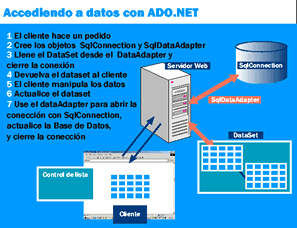 Accediendo a datos con ADO.NET
1 El cliente hace un pedido
2 Cree los objetos SqlConnection y SqlDataAdapter
3 Llene el DataSet desde el DataAdapter y
cierre la conexión
4 Devuelva el dataset al cliente
5 El cliente manipula los datos
6 Actualice el dataset
7 Use el dataAdapter para abrir la
conección con SqlConnection,
actualice la Base de Datos,
y cierre la conección
Servidor Web
SqlConnection
SqlDataAdapter
DataSet
Control de lista
Cliente